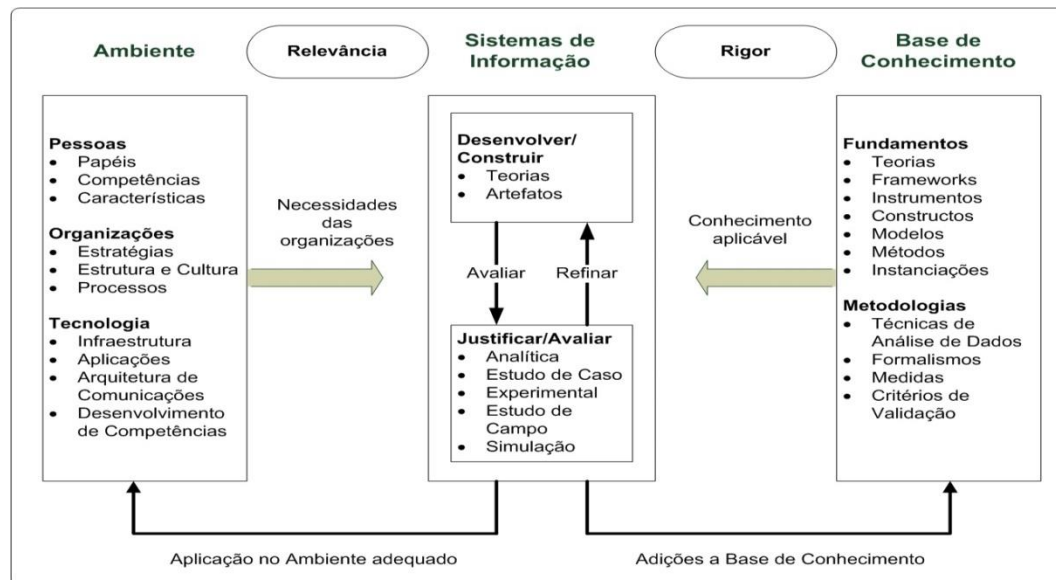 Ambiente
Relevância
Sistemas de
Informação
Rigor
Base de
Conhecimento
Pessoas
• Papéis
• Competências
• Características
Organizações
• Estratégias
• Estrutura e Cultura
• Processos
Tecnologia
• Infraestrutura
• Aplicações
• Arquitetura de
Comunicações
• Desenvolvimento
de Competências
Necessidades
das
organizações
Desenvolver/
Construir
• Teorias
• Artefatos
Avaliar
Refinar
Justificar/Avaliar
• Analítica
• Estudo de Caso
• Experimental
• Estudo de
Campo
• Simulação
Conhecimento
aplicável
Fundamentos
• Teorias
• Frameworks
• Instrumentos
• Constructos
• Modelos
• Métodos
• Instanciações
Metodologias
• Técnicas de
Análise de Dados
• Formalismos
• Medidas
• Critérios de
Validação
Aplicação no Ambiente adequado
Adições a Base de Conhecimento